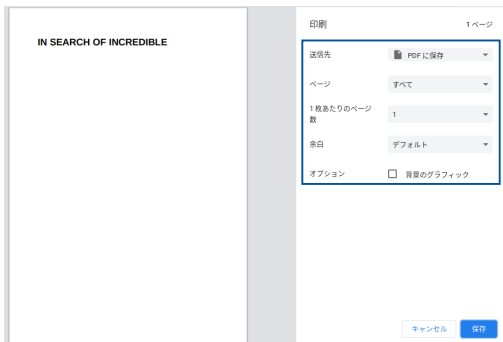 IN SEARCH OF INCREDIBLE
印刷
1 ページ
送信先
PDF に保存
ページ
すべて
1 枚あたりのページ
数
1
余白
デフォルト
オプション
背景のグラフィック
キャンセル
保存